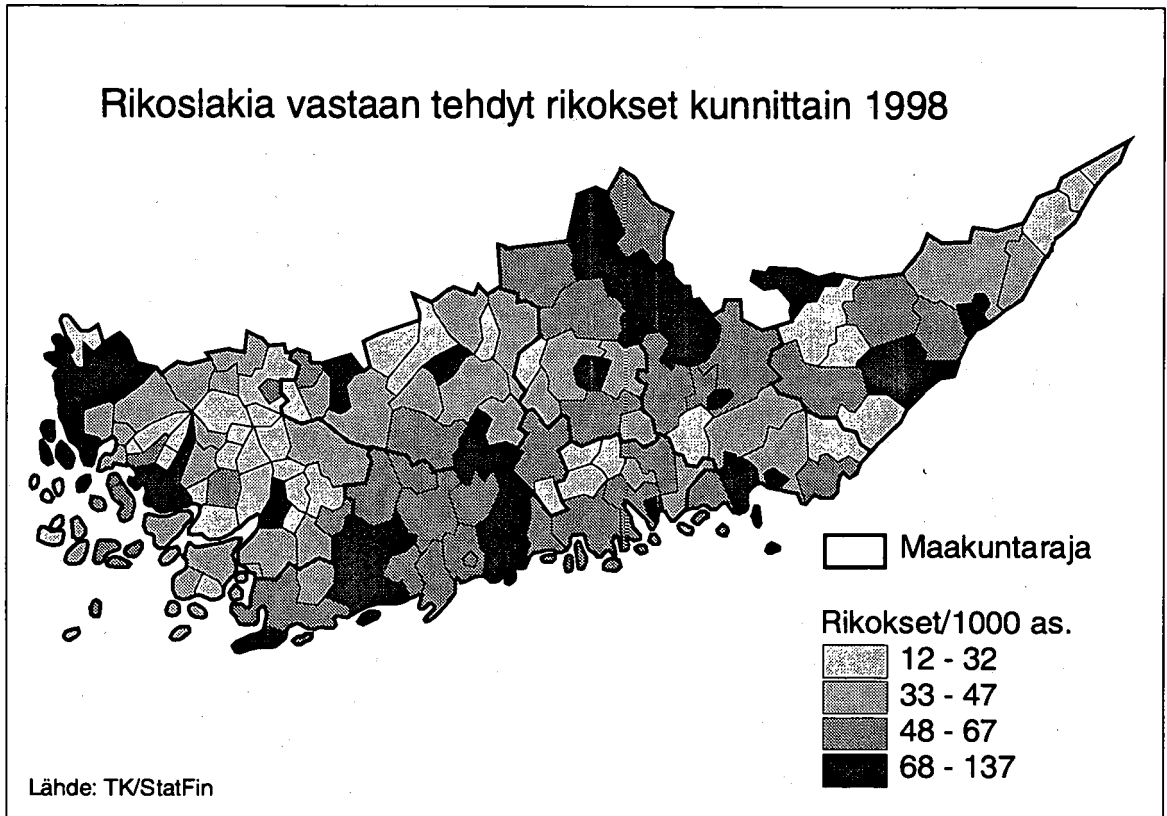 Rikoslakia vastaan tehdyt rikokset kunnittain 1998
Maakuntaraja
Rikokset/1000 as.
12 - 32
33 - 47
48 - 67
68 - 137
Lähde: TK/StatFin